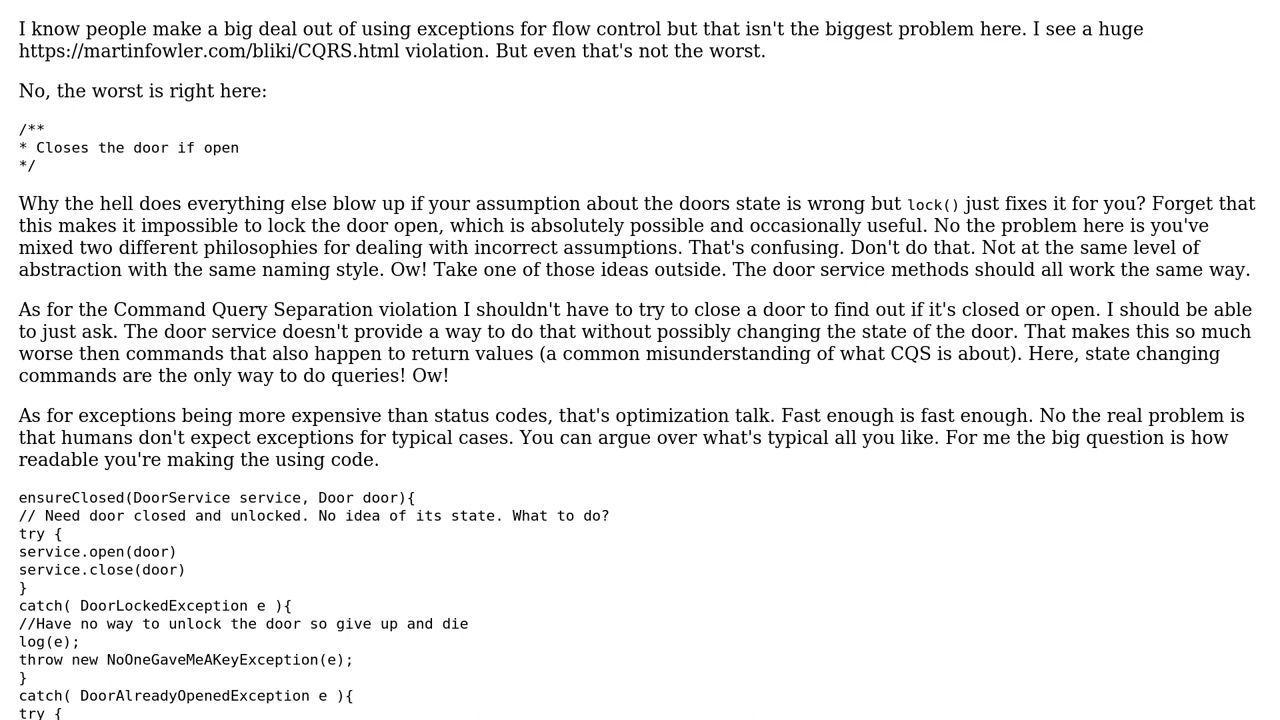 I know people make a big deal out of using exceptions for flow control but that isn't the biggest problem here. I see a huge
https://martinfowler.com/bliki/CQRS.html violation. But even that's not the worst.
No, the worst is right here:
/**
* Closes the door if open
*/
Why the hell does everything else blow up if your assumption about the doors state is wrong but lock() just fixes it for you? Forget that
this makes it impossible to lock the door open, which is absolutely possible and occasionally useful. No the problem here is you've
mixed two different philosophies for dealing with incorrect assumptions. That's confusing. Don't do that. Not at the same level of
abstraction with the same naming style. Ow! Take one of those ideas outside. The door service methods should all work the same way.
As for the Command Query Separation violation I shouldn't have to try to close a door to find out if it's closed or open. I should be able
to just ask. The door service doesn't provide a way to do that without possibly changing the state of the door. That makes this so much
worse then commands that also happen to return values (a common misunderstanding of what CQS is about). Here, state changing
commands are the only way to do queries! Ow!
As for exceptions being more expensive than status codes, that's optimization talk. Fast enough is fast enough. No the real problem is
that humans don't expect exceptions for typical cases. You can argue over what's typical all you like. For me the big question is how
readable you're making the using code.
ensureClosed(DoorService service, Door door){
// Need door closed and unlocked. No idea of its state. What to do?
try {
service.open(door)
service.close(door)
}
catch( DoorLockedException e ){
//Have no way to unlock the door so give up and die
log(e);
throw new NoOneGaveMeAKeyException(e);
}
catch( DoorAlreadyOpenedException e ){
try {